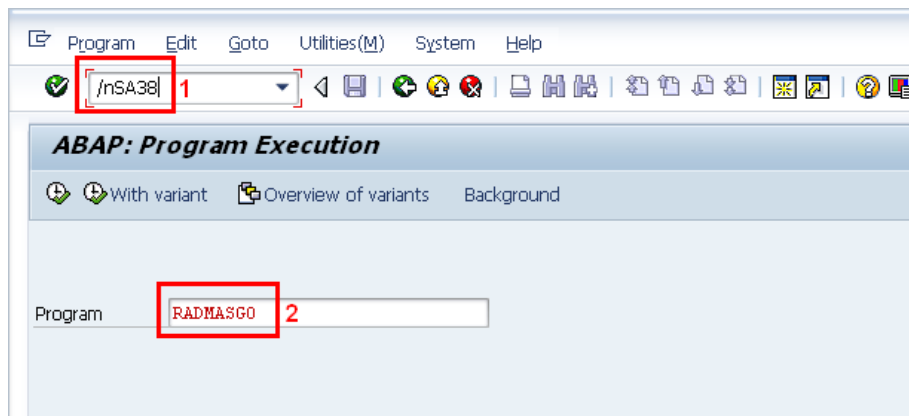 Program Edit Goto Utilities(M) System Help
/nSA38 1
ABAP: Program Execution
With variant Overview of variants Background
Program RADMASG0 2